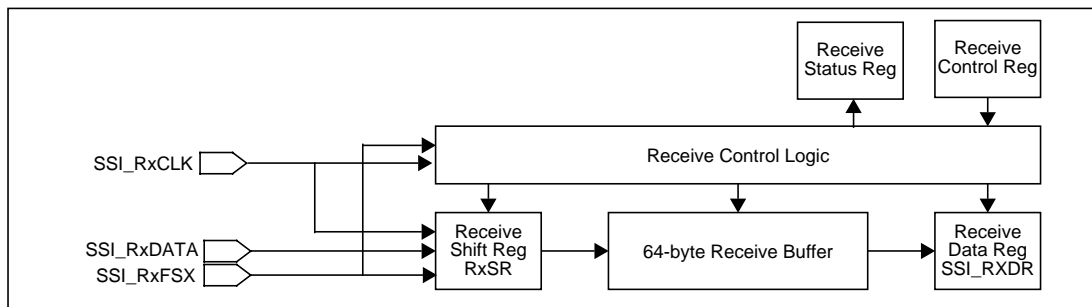 Receive
Status Reg
Receive
Control Reg
SSI_RxCLK
Receive Control Logic
SSI_RxDATA
SSI_RxFSX
Receive
Shift Reg
RxSR
64-byte Receive Buffer
Receive
Data Reg
SSI_RXDR